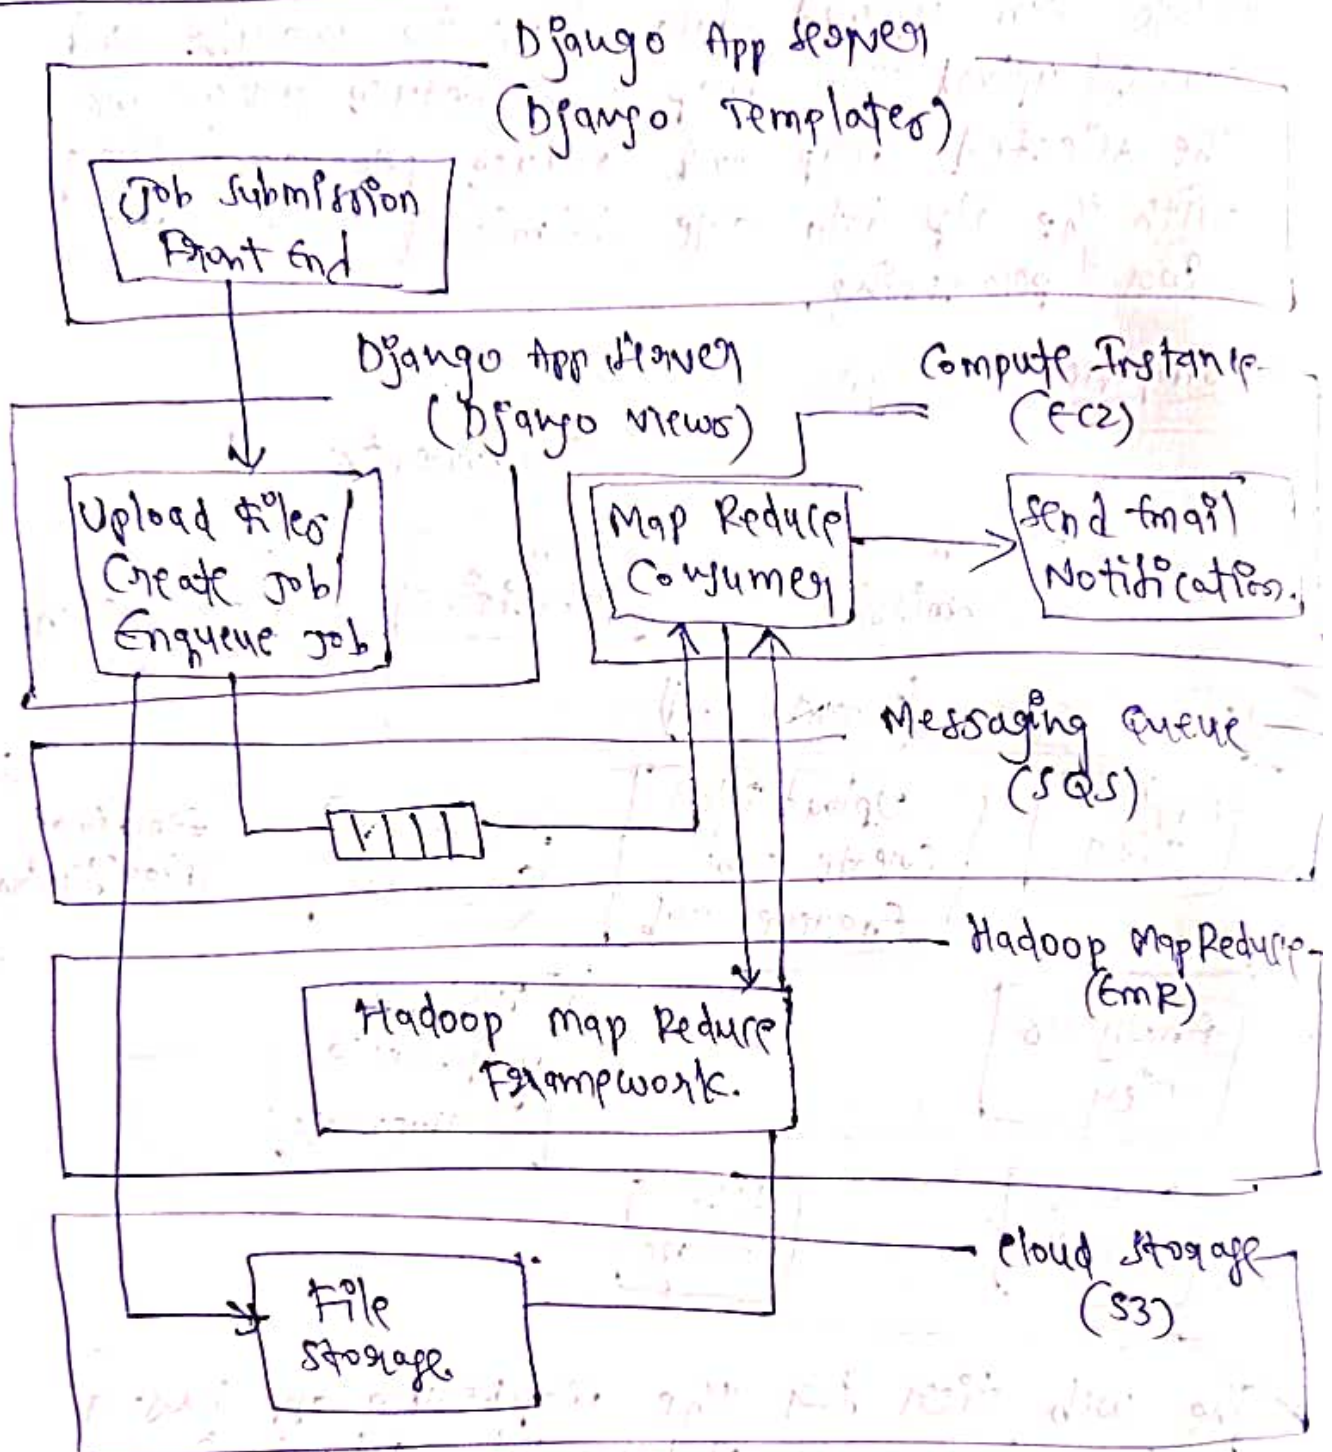 Django App Server
(Django Templates)
Job Submission
Front End
Django App Server
(Django Views)
Compute Instance
(EC2)
Upload Files/
Create Job/
Enqueue Job
Map Reduce
Consumer
Send Email
Notification.
Messaging Queue
(SQS)
Hadoop MapReduce
(EMR)
Hadoop Map Reduce
Framework.
Cloud Storage
(S3)
File
Storage